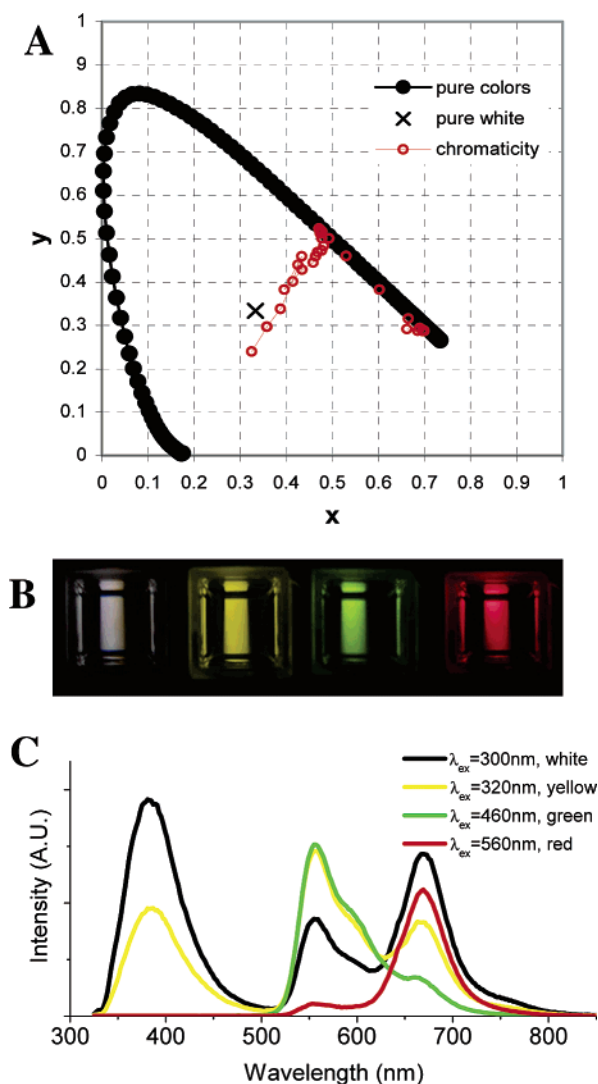 A
y
1
0.9
0.8
0.7
0.6
0.5
0.4
0.3
0.2
0.1
0
pure colors
pure white
chromaticity
0 0.1 0.2 0.3 0.4 0.5 0.6 0.7 0.8 0.9 1
x
B
C
Intensity (A.U.)
λex=300nm, white
λex=320nm, yellow
λex=460nm, green
λex=560nm, red
300 400 500 600 700 800
Wavelength (nm)